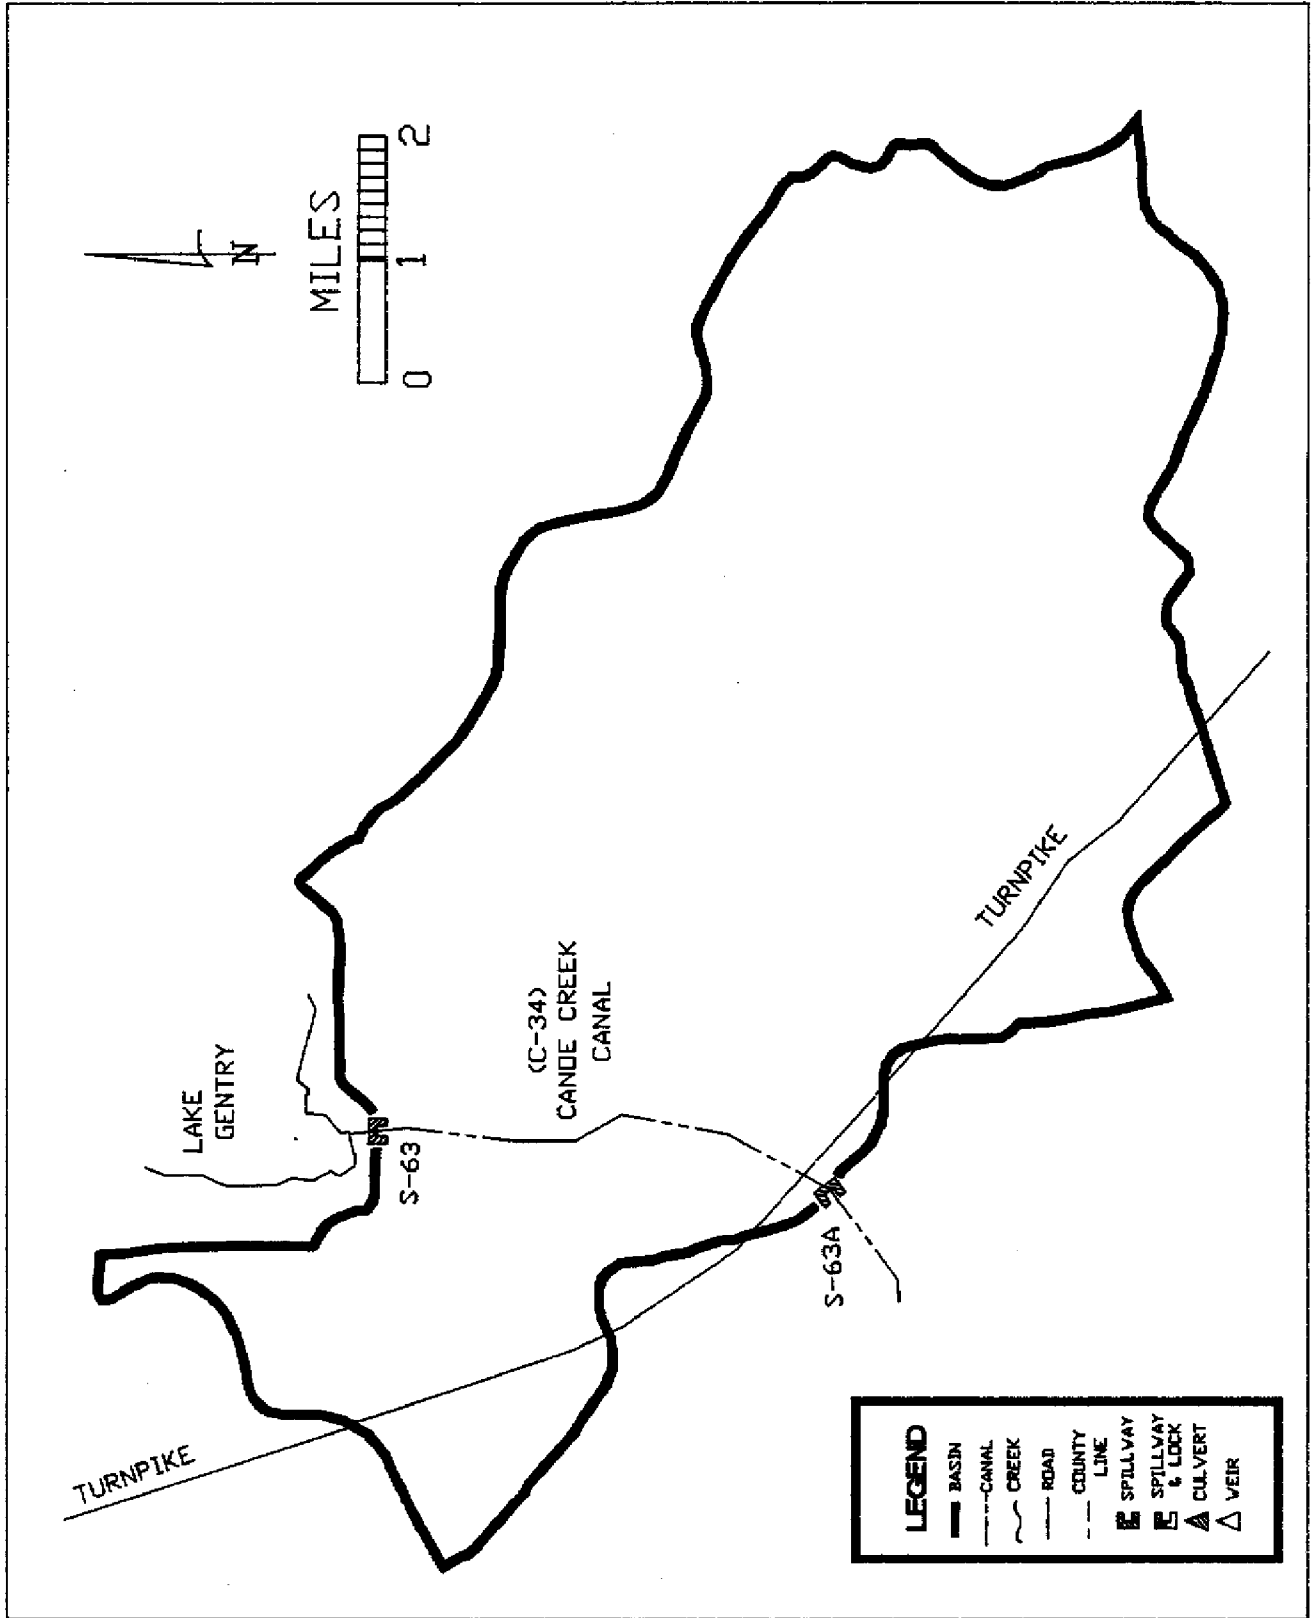 TURNPIKE
LAKE
GENTRY
N
MILES
0 1 2
S-63
(C-34)
CANOE CREEK
CANAL
S-63A
TURNPIKE
LEGEND
BASIN
CANAL
CREEK
ROAD
COUNTY
LINE
SPILLWAY
SPILLWAY
& LOCK
CULVERT
WEIR